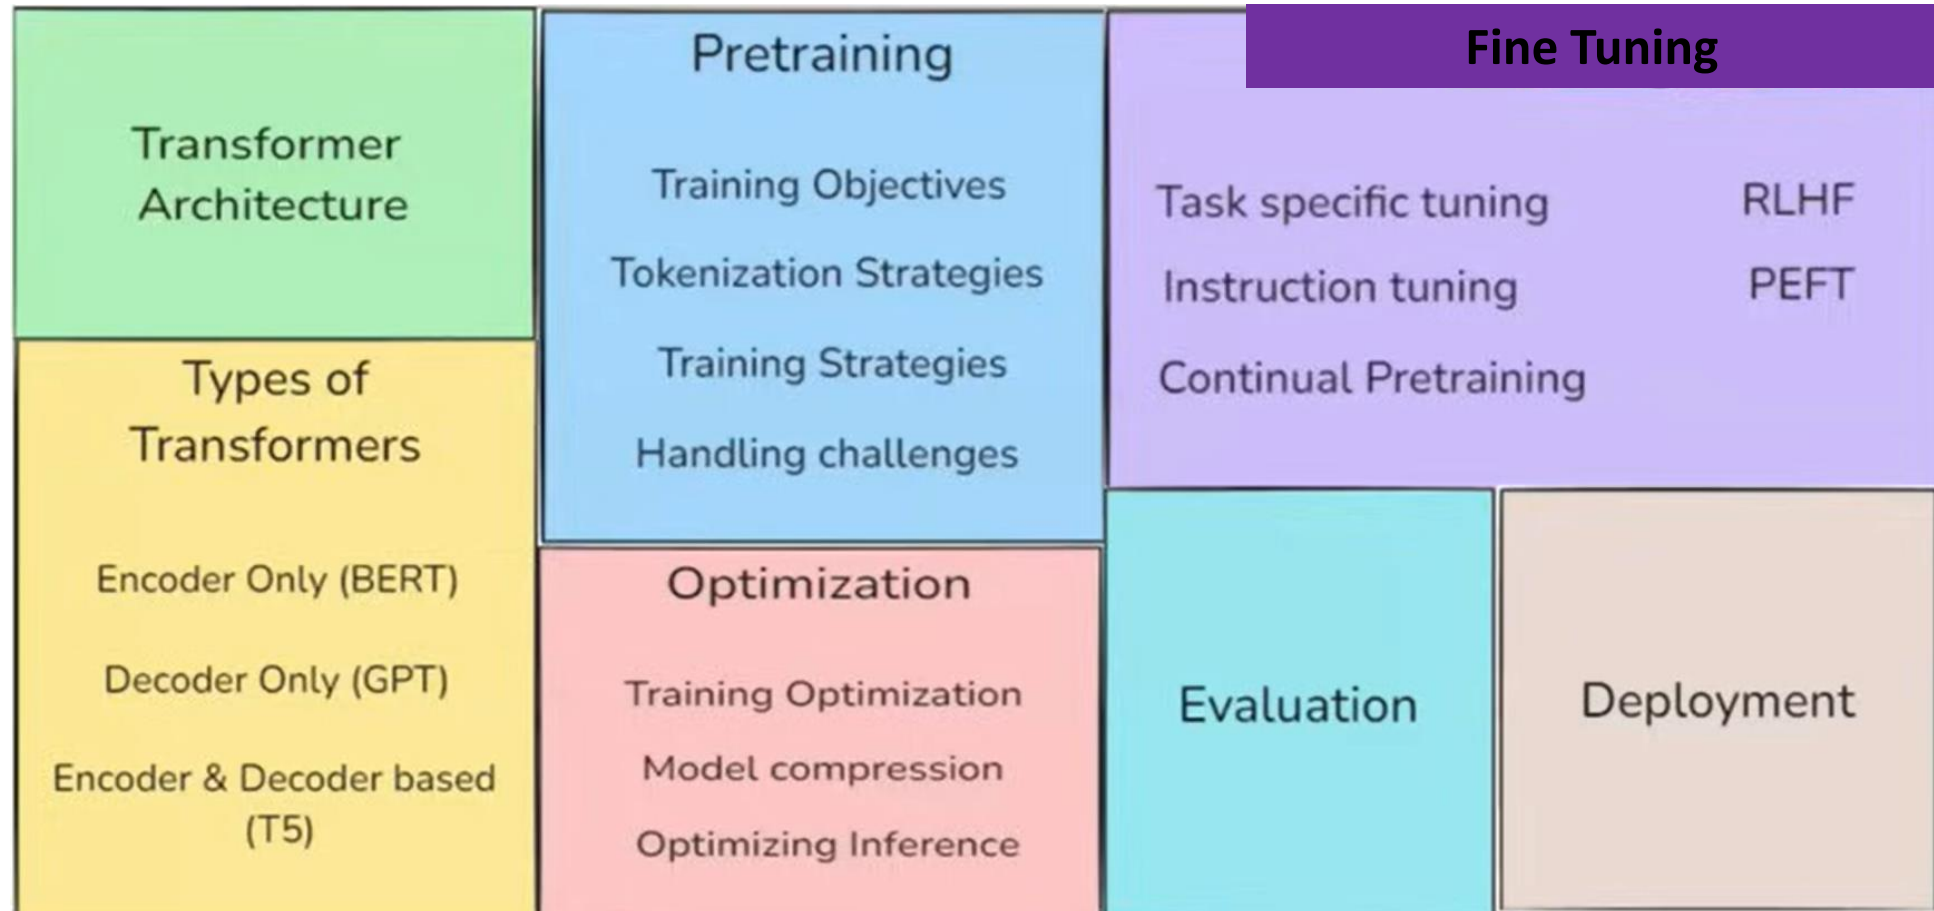 Transformer
Architecture
Types of
Transformers
Encoder Only (BERT)
Decoder Only (GPT)
Encoder & Decoder based
(T5)
Pretraining
Training Objectives
Tokenization Strategies
Training Strategies
Handling challenges
Optimization
Training Optimization
Model compression
Optimizing Inference
Fine Tuning
Task specific tuning
RLHF
Instruction tuning
PEFT
Continual Pretraining
Evaluation
Deployment